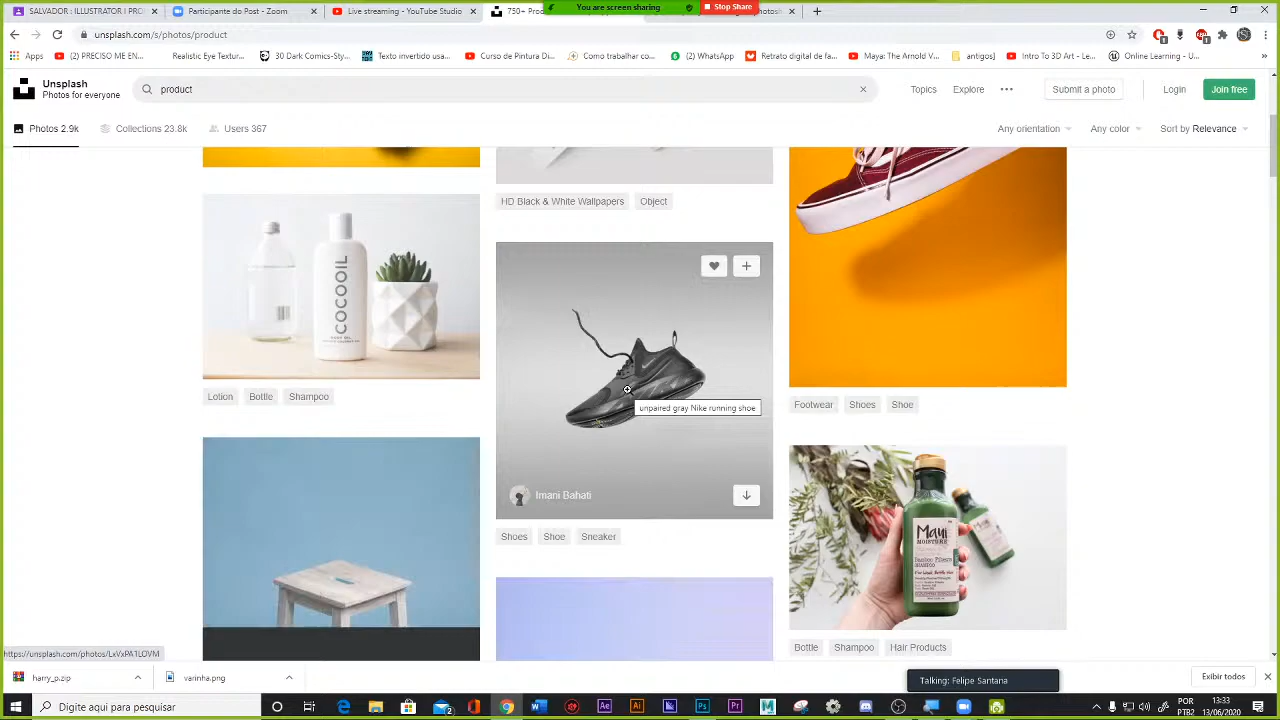 SALVADOR : ILLUSTRATOR I PROI
Participante do Post - Zoom
Live streaming - YouTube Studio
750+ Prod
You are screen sharing
Stop Share
unsplash.com/s/photos/product
Apps
(2) PRECISO ME EN...
Realistic Eye Textur...
30 Dark Comics-Sty...
Texto invertido usa...
Curso de Pintura Di...
Como trabalhar co...
(2) WhatsApp
Retrato digital de fa...
Maya: The Arnold V...
antigos]
Intro To 3D Art - Le...
Online Learning - U...
Unsplash
Photos for everyone
product
Topics
Explore
Submit a photo
Login
Join free
Photos 2.9k
Collections 23.8k
Users 367
Any orientation
Any color
Sort by Relevance
HD Black & White Wallpapers
Object
COCOOIL
Lotion
Bottle
Shampoo
unpaired gray Nike running shoe
Imani Bahati
Shoes
Shoe
Sneaker
Footwear
Shoes
Shoe
Maui
MOISTURE
SHAMPOO
Bottle
Shampoo
Hair Products
https://unsplash.com/photos/LxVxPA1LOVM
harry_p.zip
varinha.png
Talking: Felipe Santana
Exibir todos
Digite aqui para pesquisar
POR
PTB2
13:33
13/06/2020